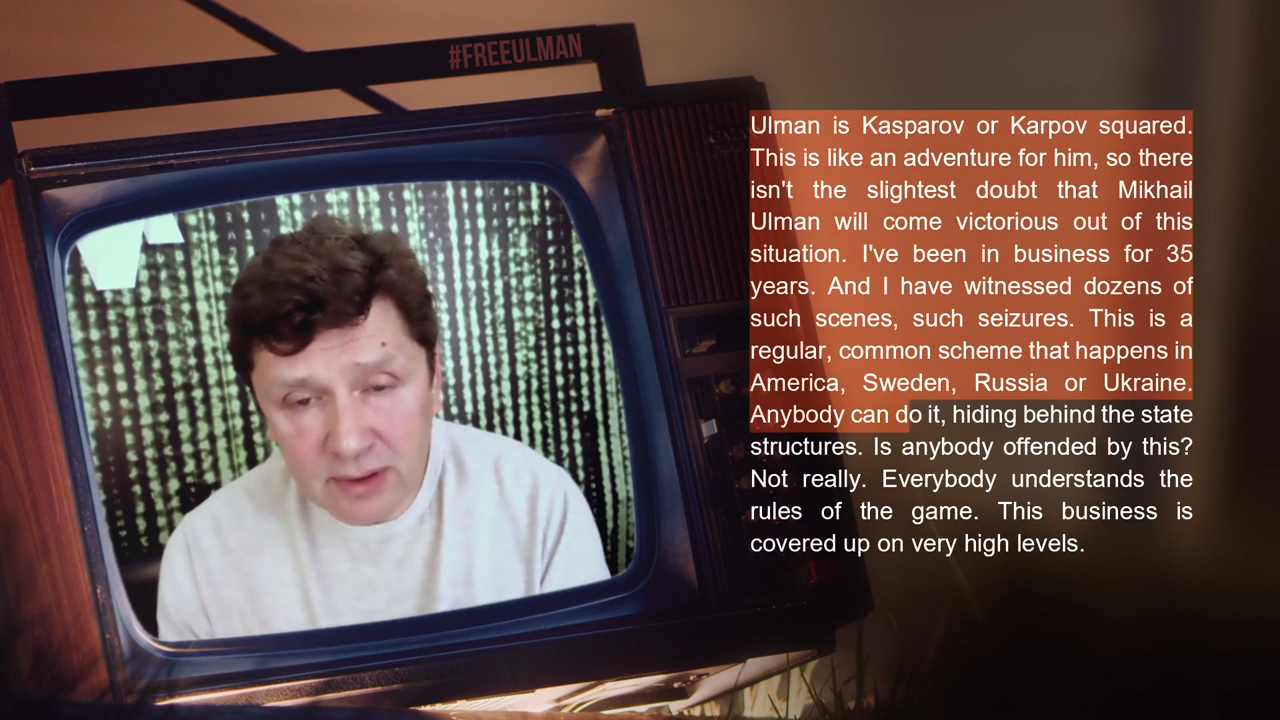 #FREEULMAN
Ulman is Kasparov or Karpov squared.
This is like an adventure for him, so there
isn't the slightest doubt that Mikhail
Ulman will come victorious out of this
situation. I've been in business for 35
years. And I have witnessed dozens of
such scenes, such seizures. This is a
regular, common scheme that happens in
America, Sweden, Russia or Ukraine.
Anybody can do it, hiding behind the state
structures. Is anybody offended by this?
Not really. Everybody understands the
rules of the game. This business is
covered up on very high levels.